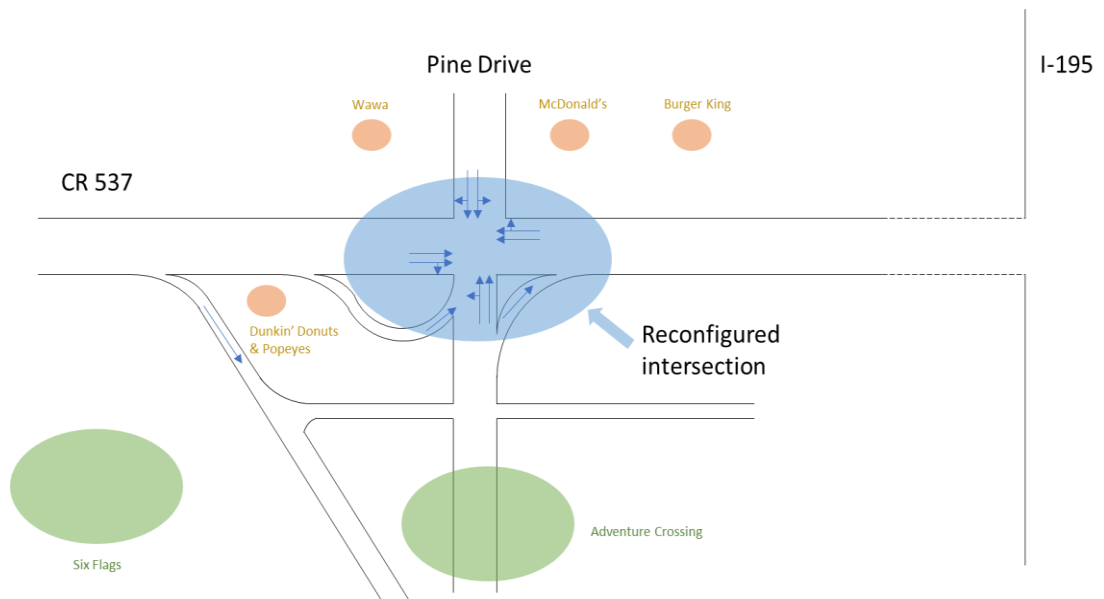 Pine Drive
I-195
Wawa
McDonald's
Burger King
CR 537
Dunkin' Donuts
& Popeyes
Reconfigured
intersection
Adventure Crossing
Six Flags